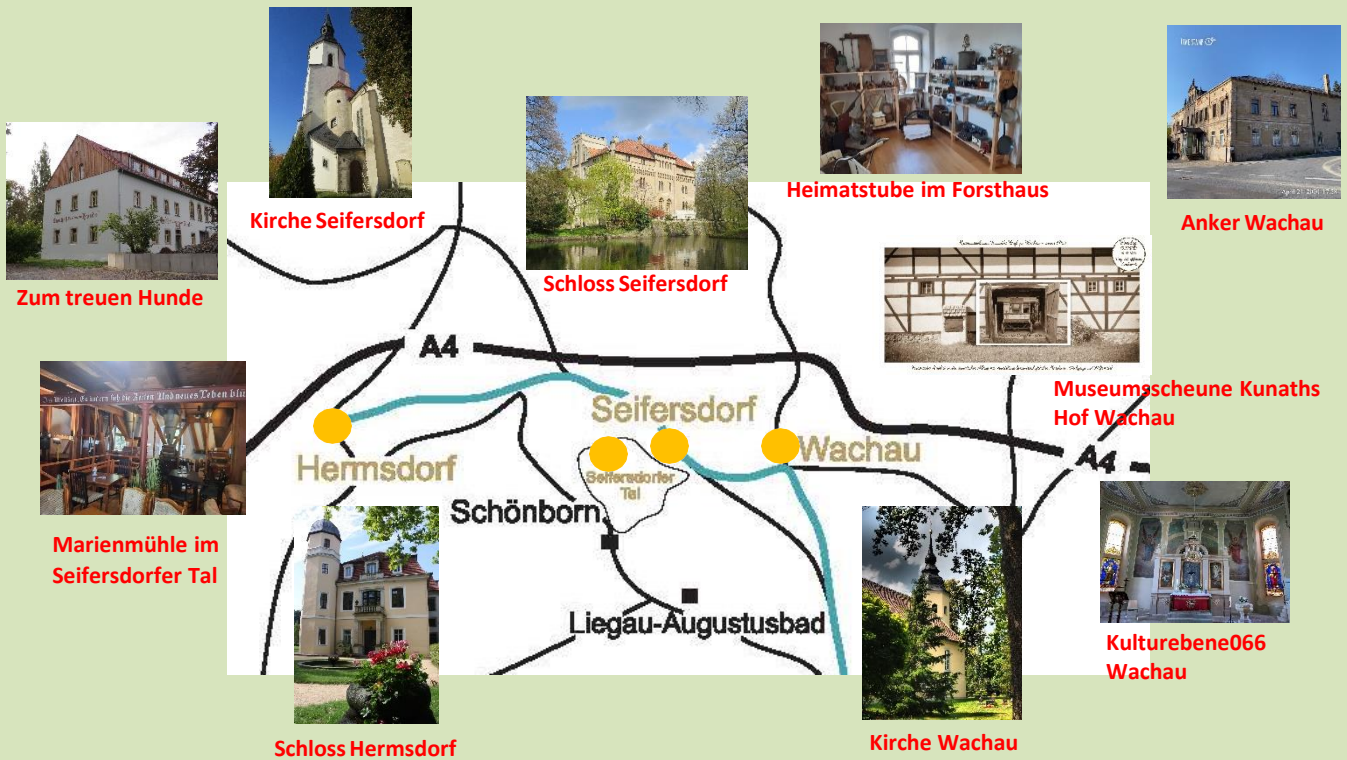 Kirche Seifersdorf
Zum treuen Hunde
Schloss Seifersdorf
Heimatstube im Forsthaus
TIMESTAMP
Anker Wachau
Museumsscheune Kunaths
Hof Wachau
Marienmühle im
Seifersdorfer Tal
A4
A4
Hermsdorf
Seifersdorf
Wachau
Seifersdorfer
Tal
Schönborn
Liegau-Augustusbad
Schloss Hermsdorf
Kirche Wachau
Kulturebene066
Wachau